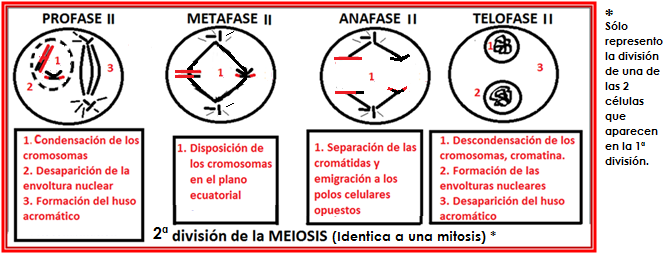 PROFASE II
METAFASE II
ANAFASE II
TELOFASE II
1
2
3
1
1
1
2
3
1. Condensación de los
cromosomas
2. Desaparición de la
envoltura nuclear
3. Formación del huso
acromático
1. Disposición de
los cromosomas
en el plano
ecuatorial
1. Separación de las
cromátidas y
emigración a los
polos celulares
opuestos
1. Descondensación de los
cromosomas, cromatina.
2. Formación de las
envolturas nucleares
3. Desaparición del huso
acromático
2ª división de la MEIOSIS (Identica a una mitosis) *
*
Sólo
represento
la división
de una de
las 2
células
que
aparecen
en la 1ª
división.